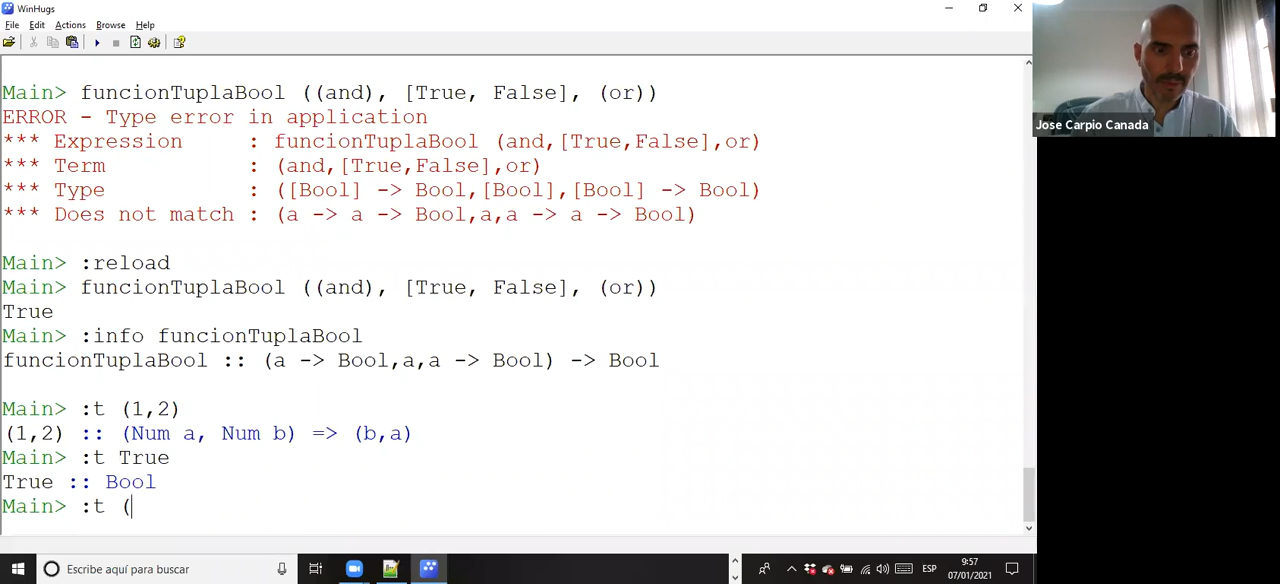 WinHugs
File Edit Actions Browse Help
Main> funcionTuplaBool ((and), [True, False], (or))
ERROR - Type error in application
*** Expression : funcionTuplaBool (and,[True,False],or)
*** Term : (and,[True,False],or)
*** Type : ([Bool] -> Bool,[Bool],[Bool] -> Bool)
*** Does not match : (a -> a -> Bool,a,a -> a -> Bool)
Main> :reload
Main> funcionTuplaBool ((and), [True, False], (or))
True
Main> :info funcionTuplaBool
funcionTuplaBool :: (a -> Bool,a,a -> Bool) -> Bool
Main> :t (1,2)
(1,2) :: (Num a, Num b) => (b,a)
Main> :t True
True :: Bool
Main> :t (
Jose Carpio Canada
Escribe aquí para buscar
ESP
9:57
07/01/2021